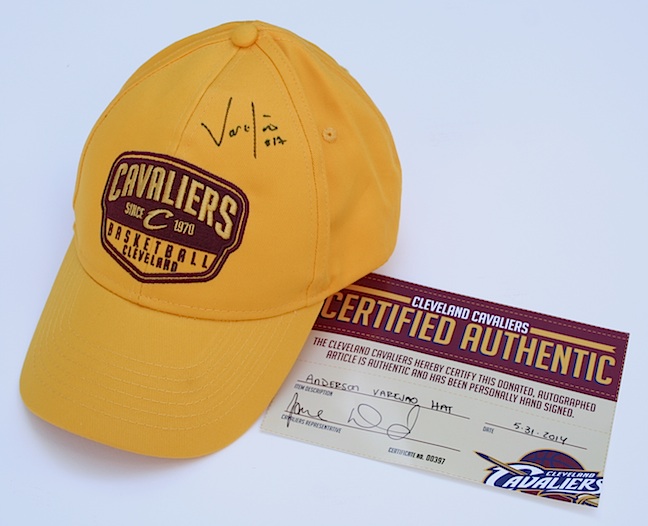 Varejão
#17
CAVALIERS
SINCE C 1970
BASKETBALL
CLEVELAND
CLEVELAND CAVALIERS
CERTIFIED AUTHENTIC
THE CLEVELAND CAVALIERS HEREBY CERTIFY THIS DONATED, AUTOGRAPHED
ARTICLE IS AUTHENTIC AND HAS BEEN PERSONALLY HAND SIGNED.
ANDERSON VAREJAO HAT
ITEM DESCRIPTION
5.31.2014
DATE
CAVALIERS REPRESENTATIVE
CERTIFICATE NO. 00397
CLEVELAND
CAVALIERS